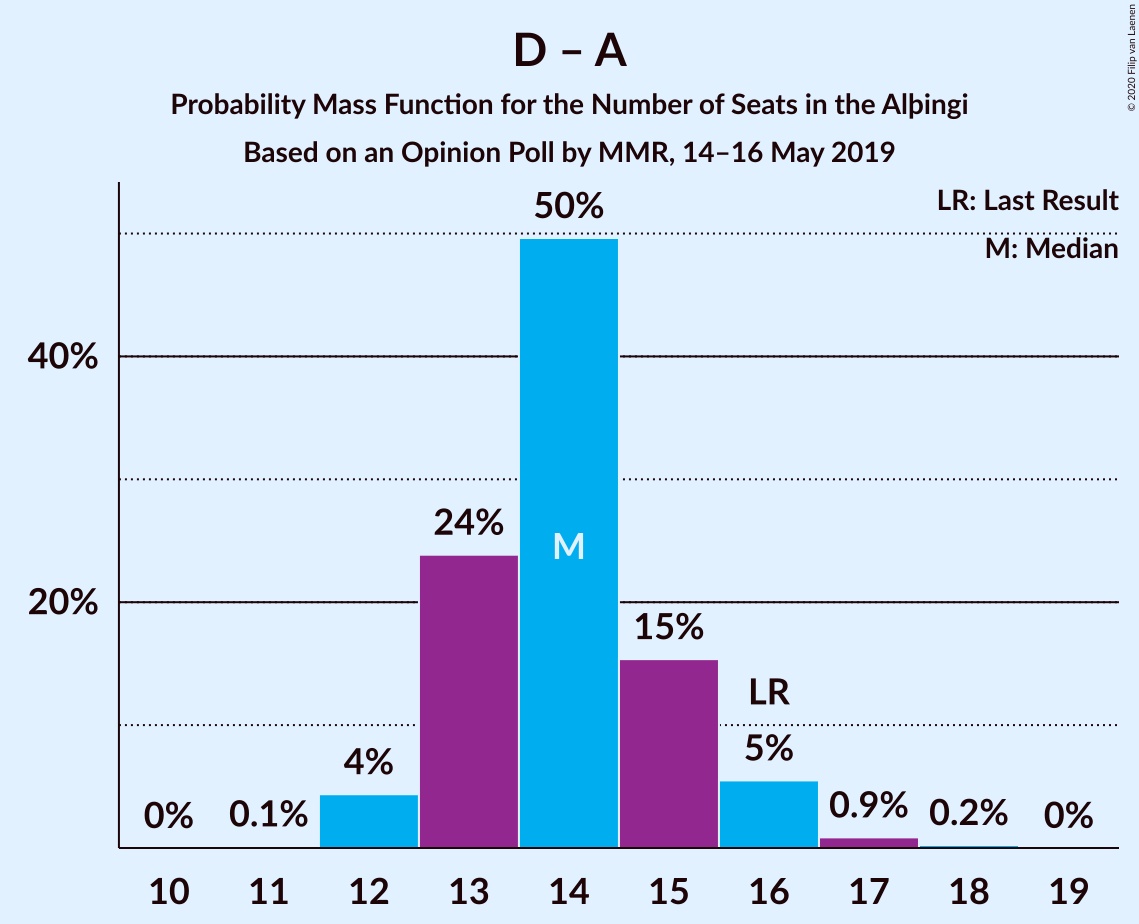 D – A
Probability Mass Function for the Number of Seats in the Alþingi
Based on an Opinion Poll by MMR, 14–16 May 2019
© 2020 Filip van Laenen
LR: Last Result
M: Median
50%
40%
24%
M
20%
15%
LR
5%
4%
0%
0.1%
0.9%
0.2%
0%
10 11 12 13 14 15 16 17 18 19